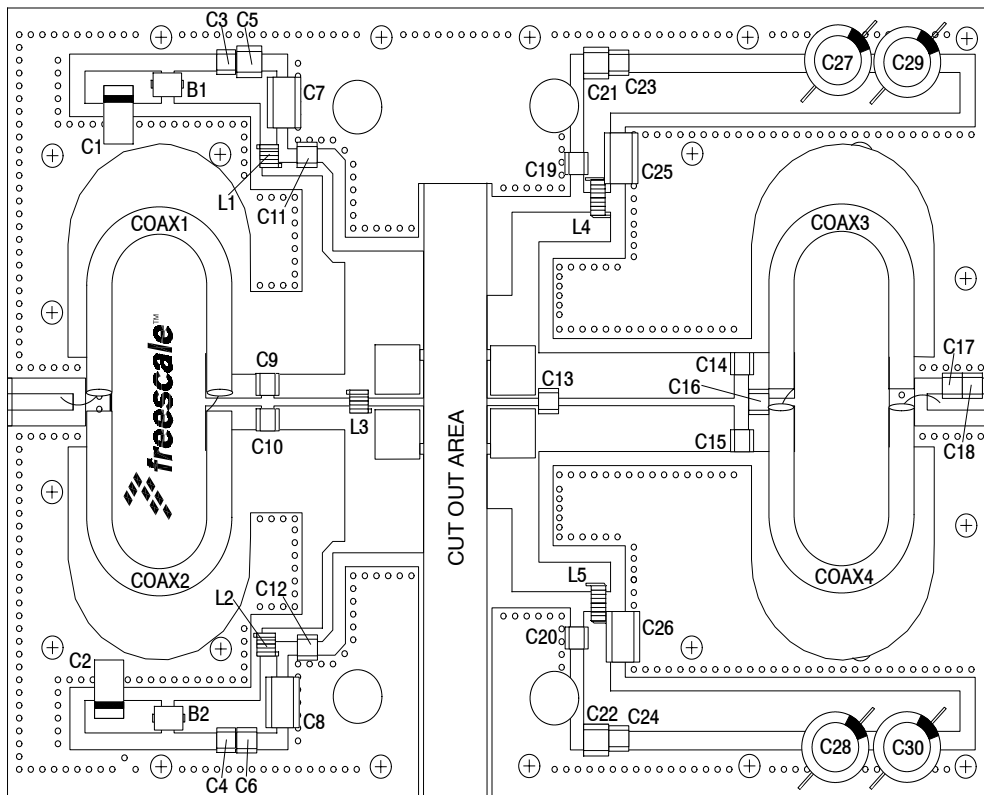 C3 C5
B1
C7
C1
L1
C11
COAX1
freescale™
COAX2
C9
C10
L3
L2
C12
C2
B2
C8
C4 C6
CUT OUT AREA
C27 C29
C21 C23
C19
C25
L4
COAX3
C13
C14
C16
C15
C17
C18
COAX4
L5
C20
C26
C22 C24
C28 C30